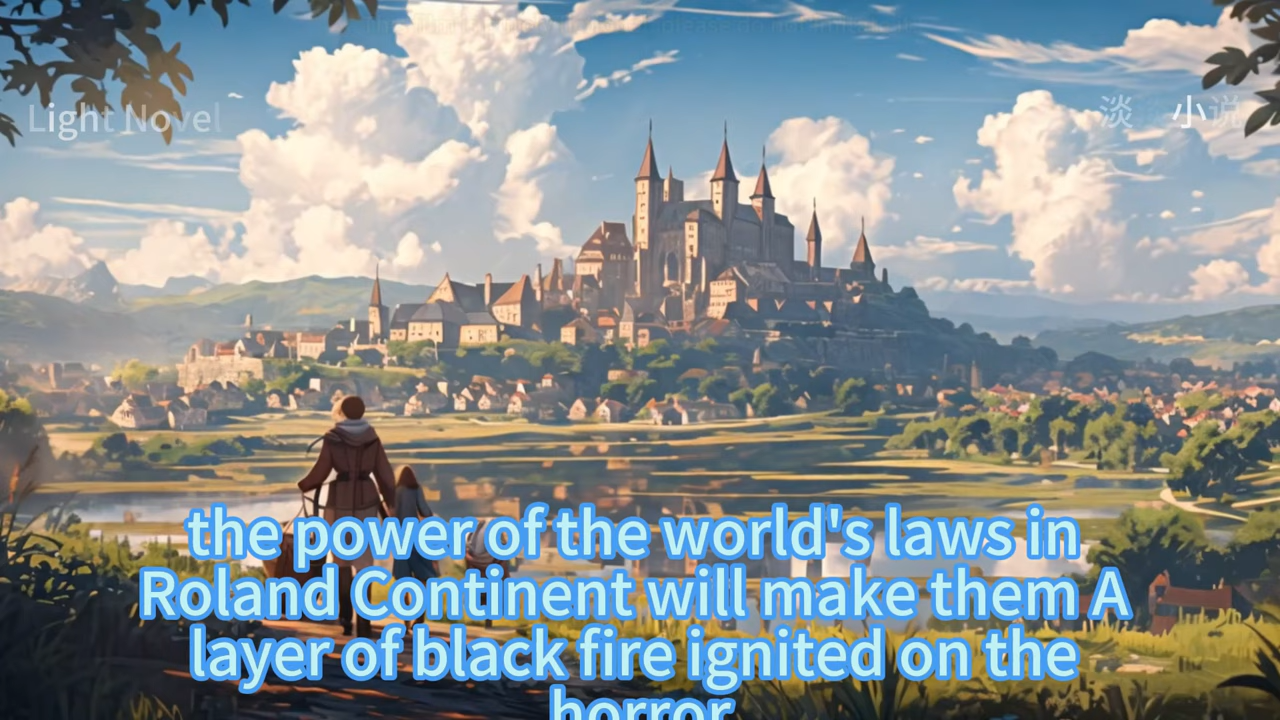 Light Novel
淡 小说
the power of the world's laws in
Roland Continent will make them A
layer of black fire ignited on the
horror